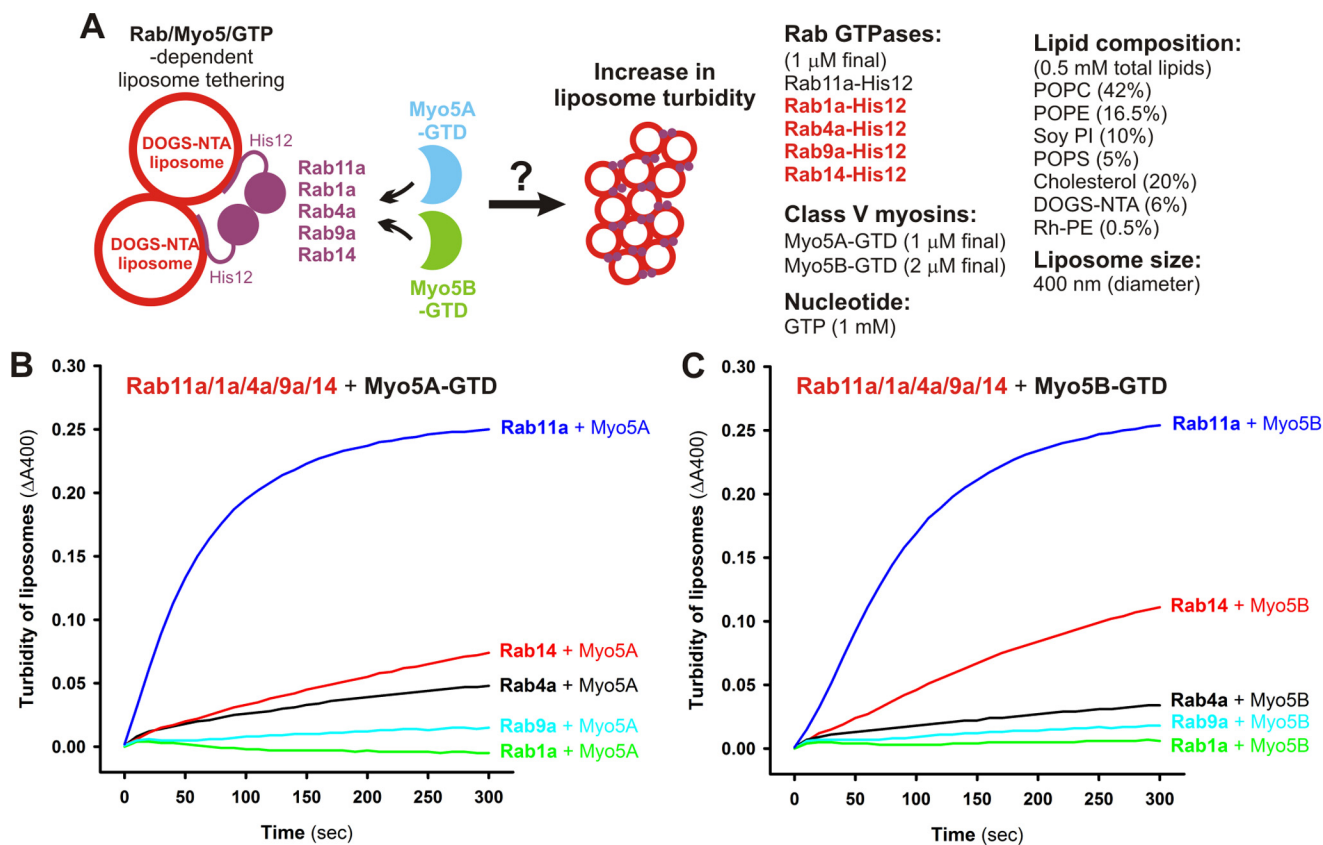 A
Rab/Myo5/GTP
-dependent
liposome tethering
DOGS-NTA
liposome
His12
DOGS-NTA
liposome
His12
Rab11a
Rab1a
Rab4a
Rab9a
Rab14
Myo5A
-GTD
Myo5B
-GTD
?
Increase in
liposome turbidity
Rab GTPases:
(1 μM final)
Rab11a-His12
Rab1a-His12
Rab4a-His12
Rab9a-His12
Rab14-His12
Class V myosins:
Myo5A-GTD (1 μM final)
Myo5B-GTD (2 μM final)
Nucleotide:
GTP (1 mM)
Lipid composition:
(0.5 mM total lipids)
POPC (42%)
POPE (16.5%)
Soy PI (10%)
POPS (5%)
Cholesterol (20%)
DOGS-NTA (6%)
Rh-PE (0.5%)
Liposome size:
400 nm (diameter)
B
Rab11a/1a/4a/9a/14 + Myo5A-GTD
Turbidity of liposomes (ΔA400)
0.30
0.25
0.20
0.15
0.10
0.05
0.00
Rab11a + Myo5A
Rab14 + Myo5A
Rab4a + Myo5A
Rab9a + Myo5A
Rab1a + Myo5A
0 50 100 150 200 250 300
Time (sec)
C
Rab11a/1a/4a/9a/14 + Myo5B-GTD
Turbidity of liposomes (ΔA400)
0.30
0.25
0.20
0.15
0.10
0.05
0.00
Rab11a + Myo5B
Rab14 + Myo5B
Rab4a + Myo5B
Rab9a + Myo5B
Rab1a + Myo5B
0 50 100 150 200 250 300
Time (sec)